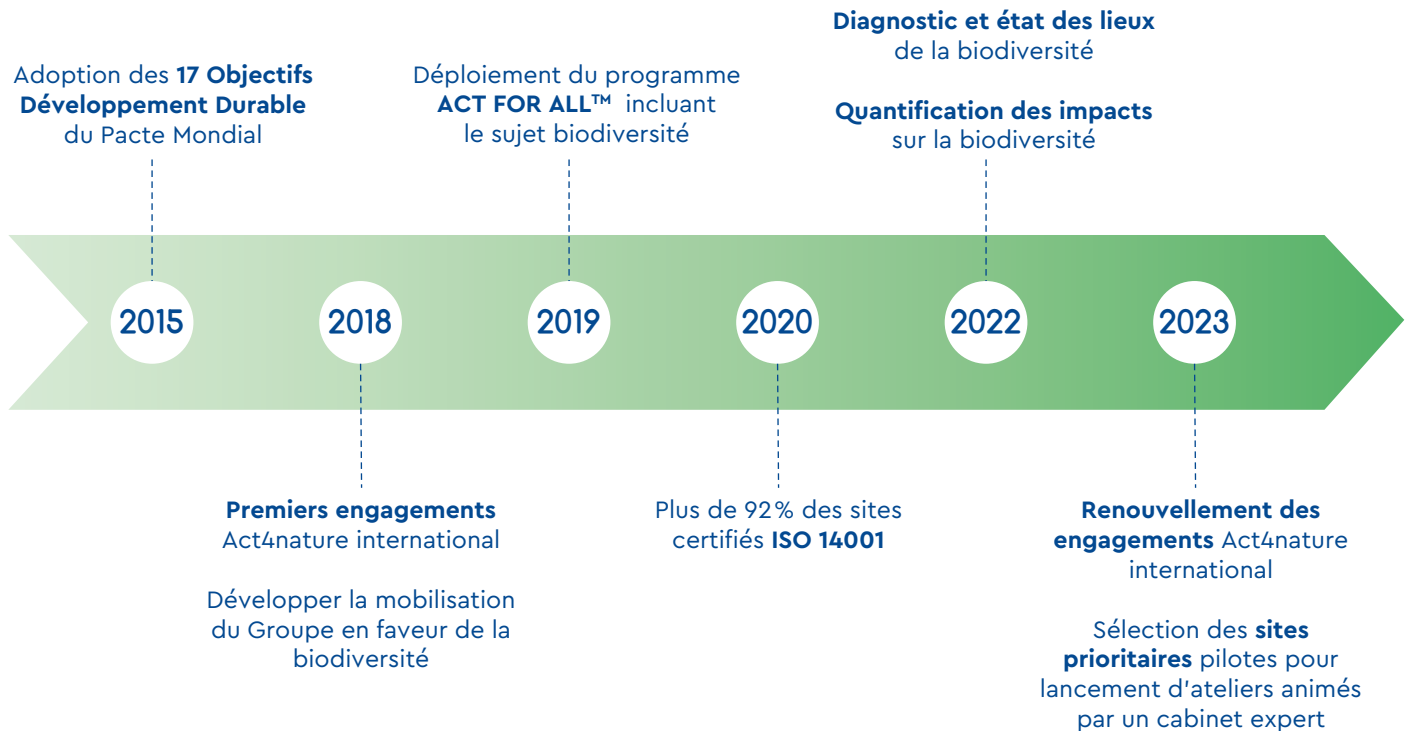 Adoption des 17 Objectifs
Développement Durable
du Pacte Mondial
Déploiement du programme
ACT FOR ALL™ incluant
le sujet biodiversité
Diagnostic et état des lieux
de la biodiversité
Quantification des impacts
sur la biodiversité
2015
2018
2019
2020
2022
2023
Premiers engagements
Act4nature international
Développer la mobilisation
du Groupe en faveur de la
biodiversité
Plus de 92% des sites
certifiés ISO 14001
Renouvellement des
engagements Act4nature
international
Sélection des sites
prioritaires pilotes pour
lancement d'ateliers animés
par un cabinet expert